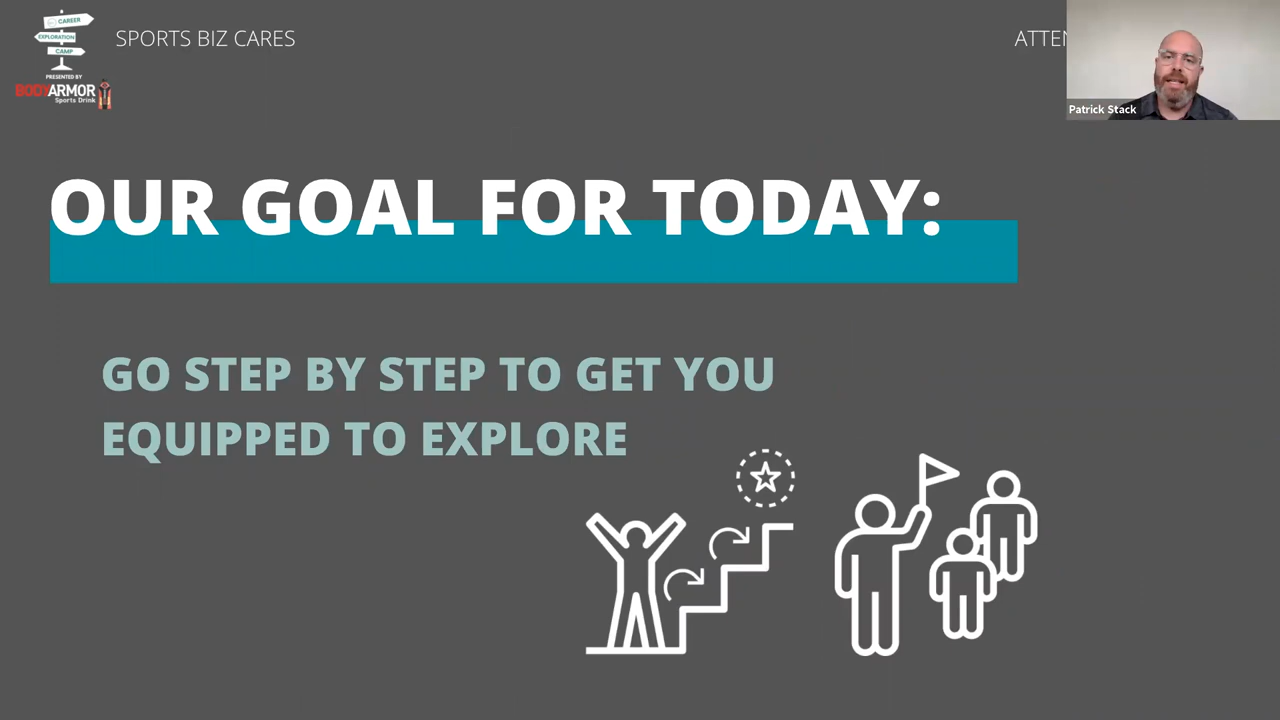 CAREER
EXPLORATION
CAMP
PRESENTED BY
BODYARMOR
Sports Drink
SPORTS BIZ CARES
ATTEN
Patrick Stack
OUR GOAL FOR TODAY:
GO STEP BY STEP TO GET YOU
EQUIPPED TO EXPLORE